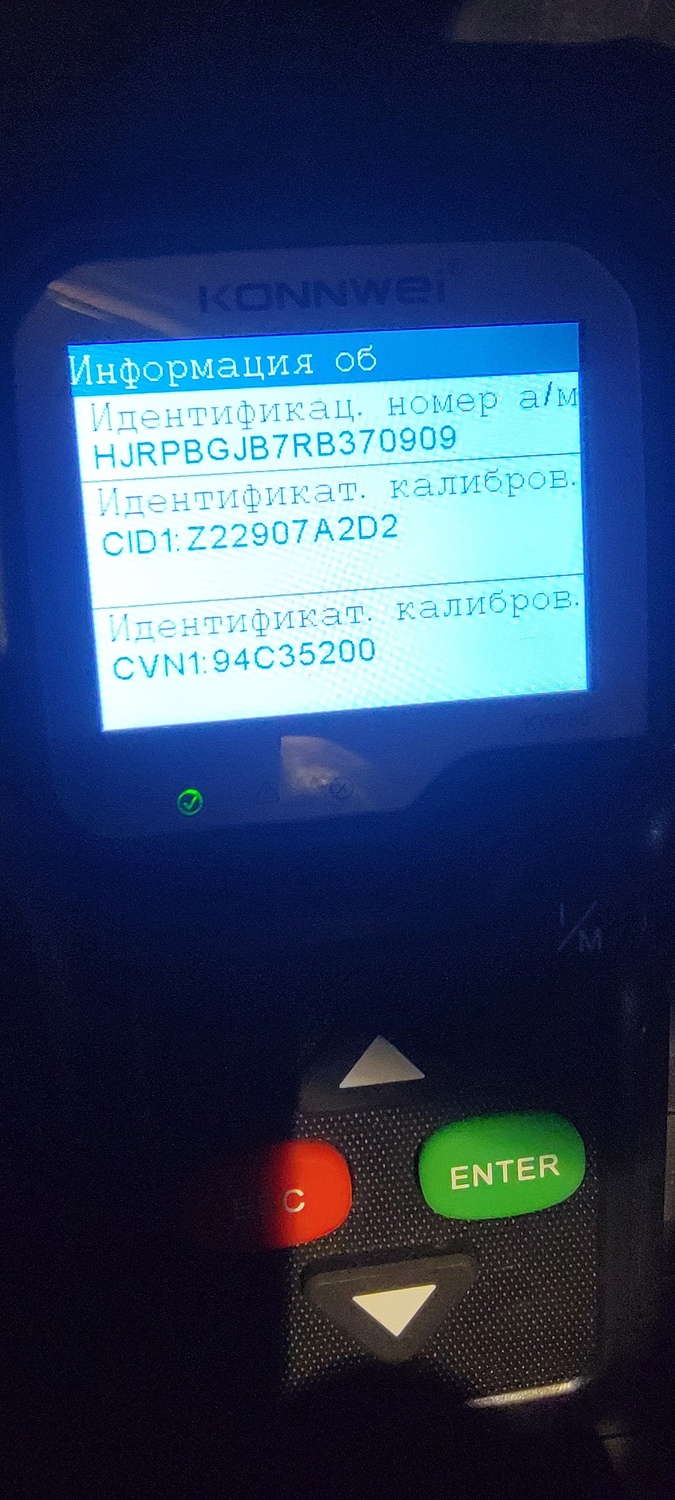 KONNWEI
Информация об
Идентификац. номер а/м
HJRPBGJB7RB370909
Идентификат. калибров.
CID1:Z22907A2D2
Идентификат. калибров.
CVN1:94C35200
I/M
ENTER